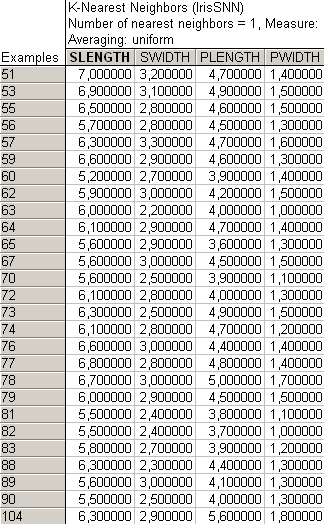 K-Nearest Neighbors (IrisSNN)
Number of nearest neighbors = 1, Measure:
Averaging: uniform
Examples SLENGTH SWIDTH PLENGTH PWIDTH
51 7,000000 3,200000 4,700000 1,400000
53 6,900000 3,100000 4,900000 1,500000
55 6,500000 2,800000 4,600000 1,500000
56 5,700000 2,800000 4,500000 1,300000
57 6,300000 3,300000 4,700000 1,600000
59 6,600000 2,900000 4,600000 1,300000
60 5,200000 2,700000 3,900000 1,400000
62 5,900000 3,000000 4,200000 1,500000
63 6,000000 2,200000 4,000000 1,000000
64 6,100000 2,900000 4,700000 1,400000
65 5,600000 2,900000 3,600000 1,300000
67 5,600000 3,000000 4,500000 1,500000
70 5,600000 2,500000 3,900000 1,100000
72 6,100000 2,800000 4,000000 1,300000
73 6,300000 2,500000 4,900000 1,500000
74 6,100000 2,800000 4,700000 1,200000
76 6,600000 3,000000 4,400000 1,400000
77 6,800000 2,800000 4,800000 1,400000
78 6,700000 3,000000 5,000000 1,700000
79 6,000000 2,900000 4,500000 1,500000
81 5,500000 2,400000 3,800000 1,100000
82 5,500000 2,400000 3,700000 1,000000
83 5,800000 2,700000 3,900000 1,200000
88 6,300000 2,300000 4,400000 1,300000
89 5,600000 3,000000 4,100000 1,300000
90 5,500000 2,500000 4,000000 1,300000
104 6,300000 2,900000 5,600000 1,800000